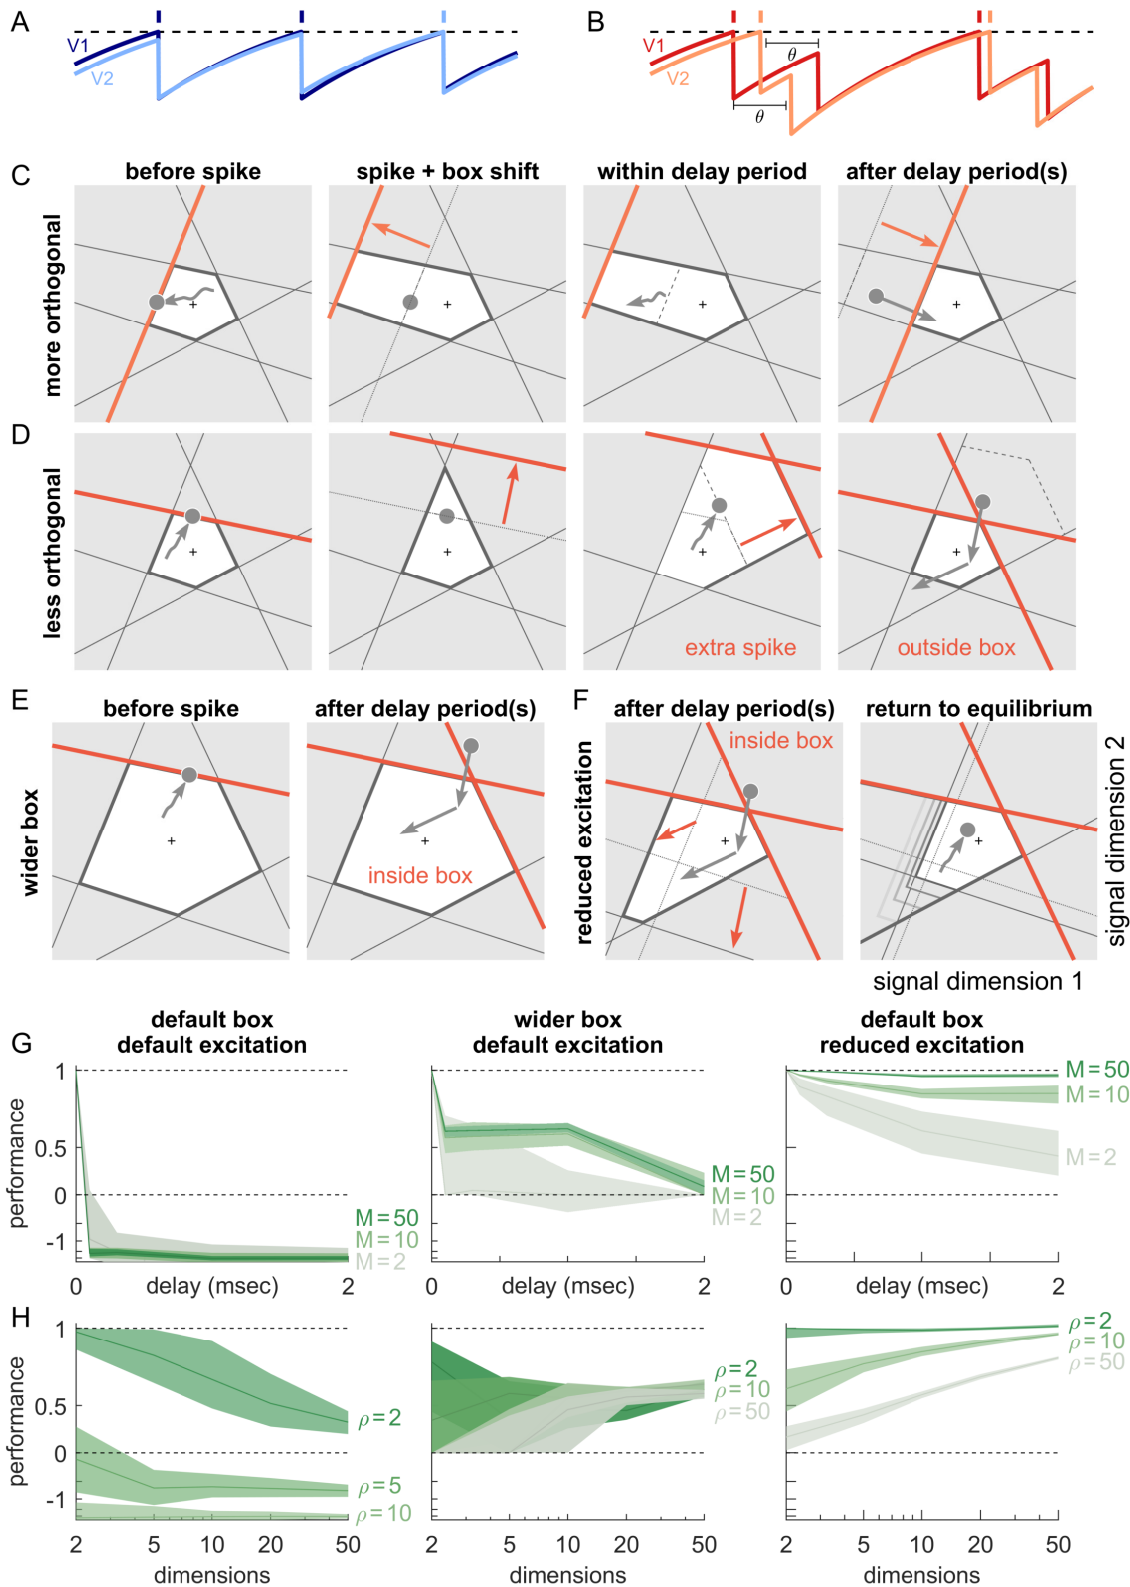 A
V1
V2
B
V1
V2
θ
θ
C
before spike
spike + box shift
within delay period
after delay period(s)
more orthogonal
+
+
+
+
D
less orthogonal
+
+
+
+
extra spike
outside box
E
before spike
after delay period(s)
wider box
+
+
inside box
F
after delay period(s)
return to equilibrium
reduced excitation
inside box
+
+
signal dimension 2
signal dimension 1
G
default box
default excitation
wider box
default excitation
default box
reduced excitation
performance
1
0.5
0
-1
M=50
M=10
M=2
0 delay (msec) 2
M=50
M=10
M=2
0 delay (msec) 2
M=50
M=10
M=2
0 delay (msec) 2
H
performance
1
0.5
0
-1
ρ=2
ρ=5
ρ=10
2 5 10 20 50
dimensions
ρ=2
ρ=10
ρ=50
2 5 10 20 50
dimensions
ρ=2
ρ=10
ρ=50
2 5 10 20 50
dimensions